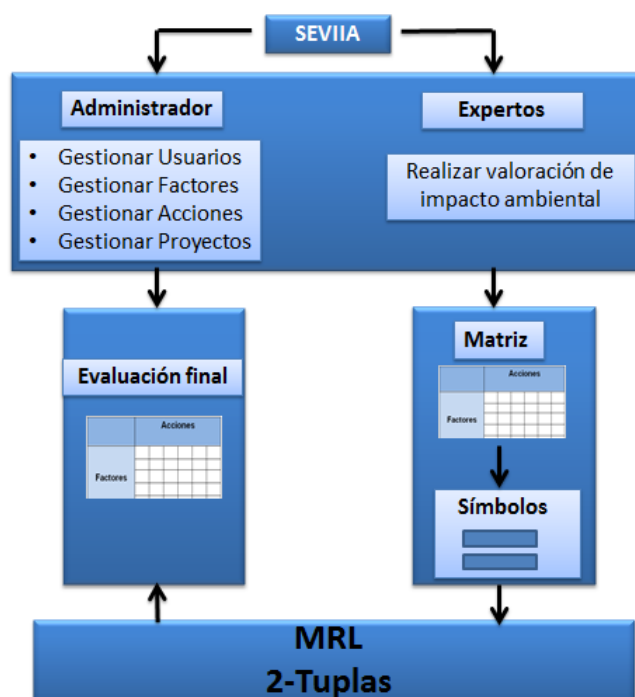 SEVIIA
Administrador
• Gestionar Usuarios
• Gestionar Factores
• Gestionar Acciones
• Gestionar Proyectos
Expertos
Realizar valoración de
impacto ambiental
Evaluación final
Acciones
Factores
Matriz
Acciones
Factores
Símbolos
MRL
2-Tuplas